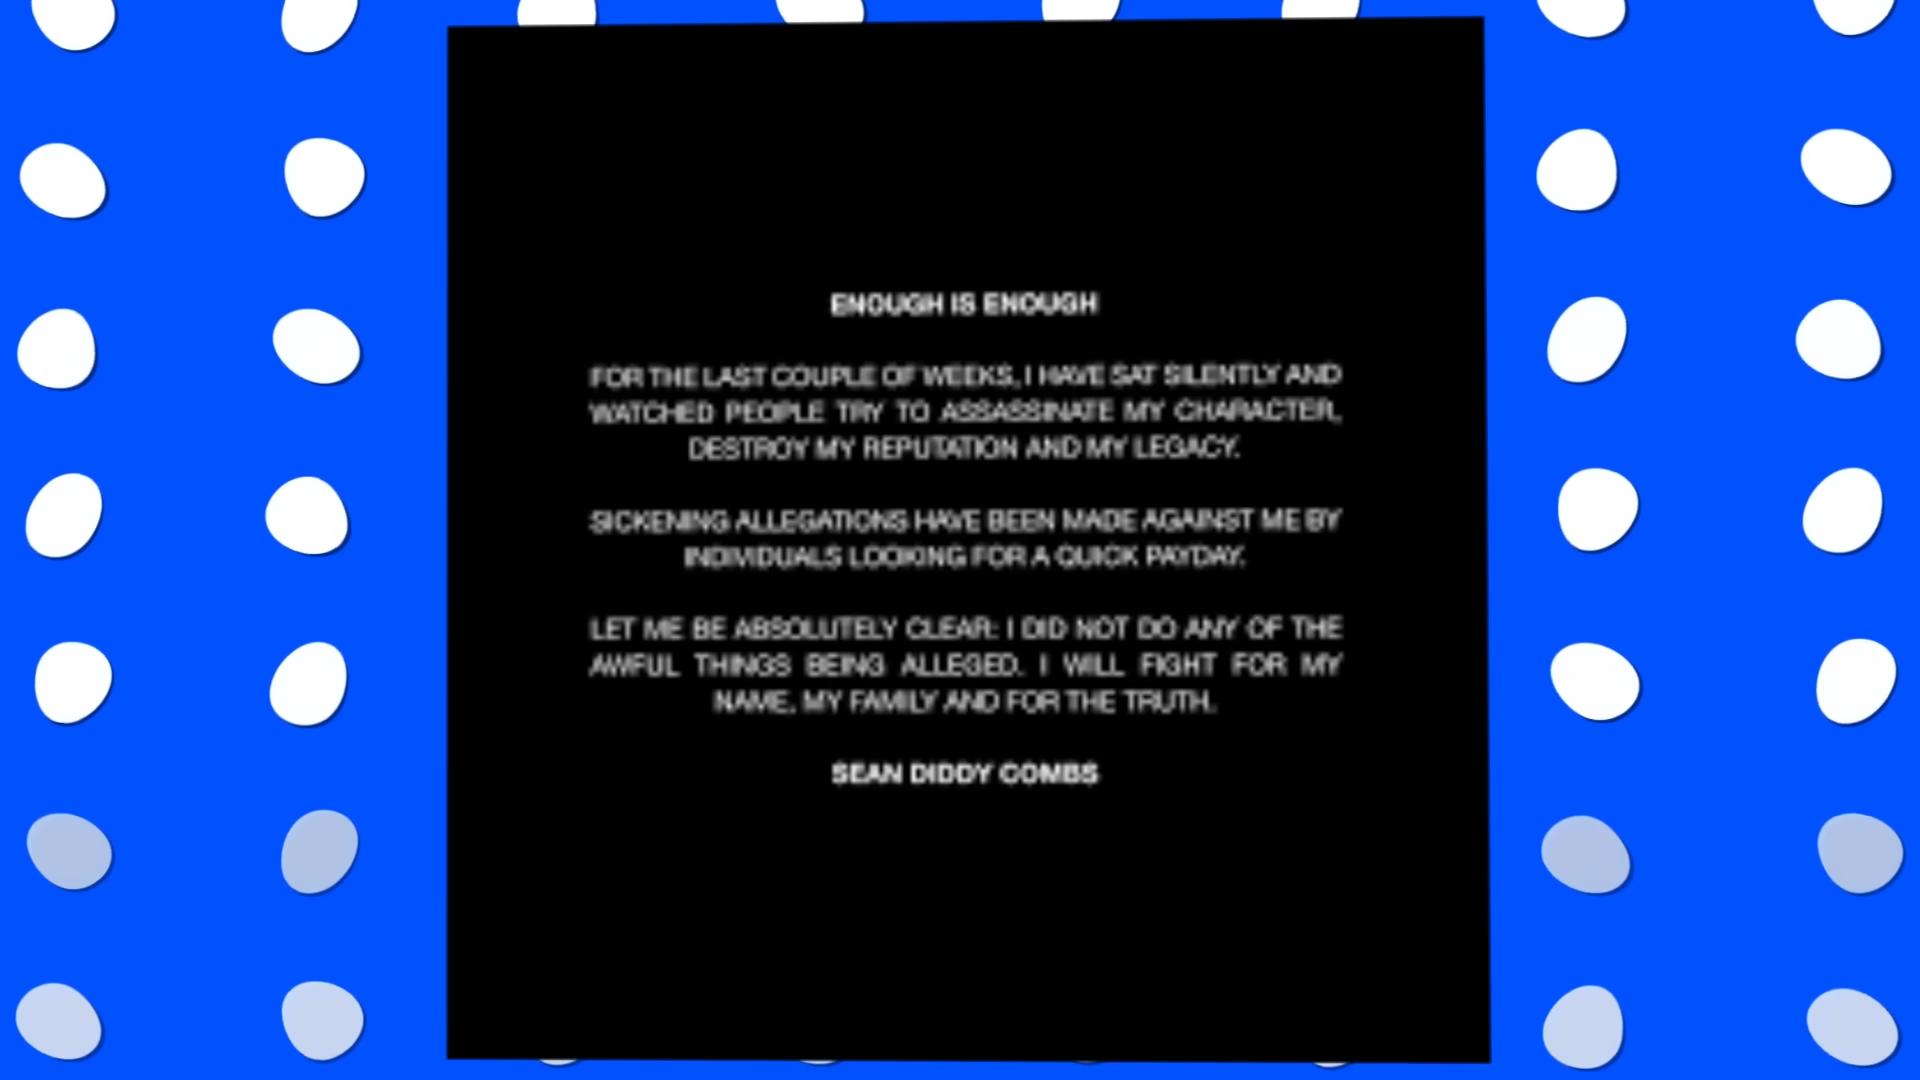 ENOUGH IS ENOUGH
FOR THE LAST COUPLE OF WEEKS, I HAVE SAT SILENTLY AND
WATCHED PEOPLE TRY TO ASSASSINATE MY CHARACTER,
DESTROY MY REPUTATION AND MY LEGACY.
SICKENING ALLEGATIONS HAVE BEEN MADE AGAINST ME BY
INDIVIDUALS LOOKING FOR A QUICK PAYDAY.
LET ME BE ABSOLUTELY CLEAR: I DID NOT DO ANY OF THE
AWFUL THINGS BEING ALLEGED. I WILL FIGHT FOR MY
NAME, MY FAMILY AND FOR THE TRUTH.
SEAN DIDDY COMBS